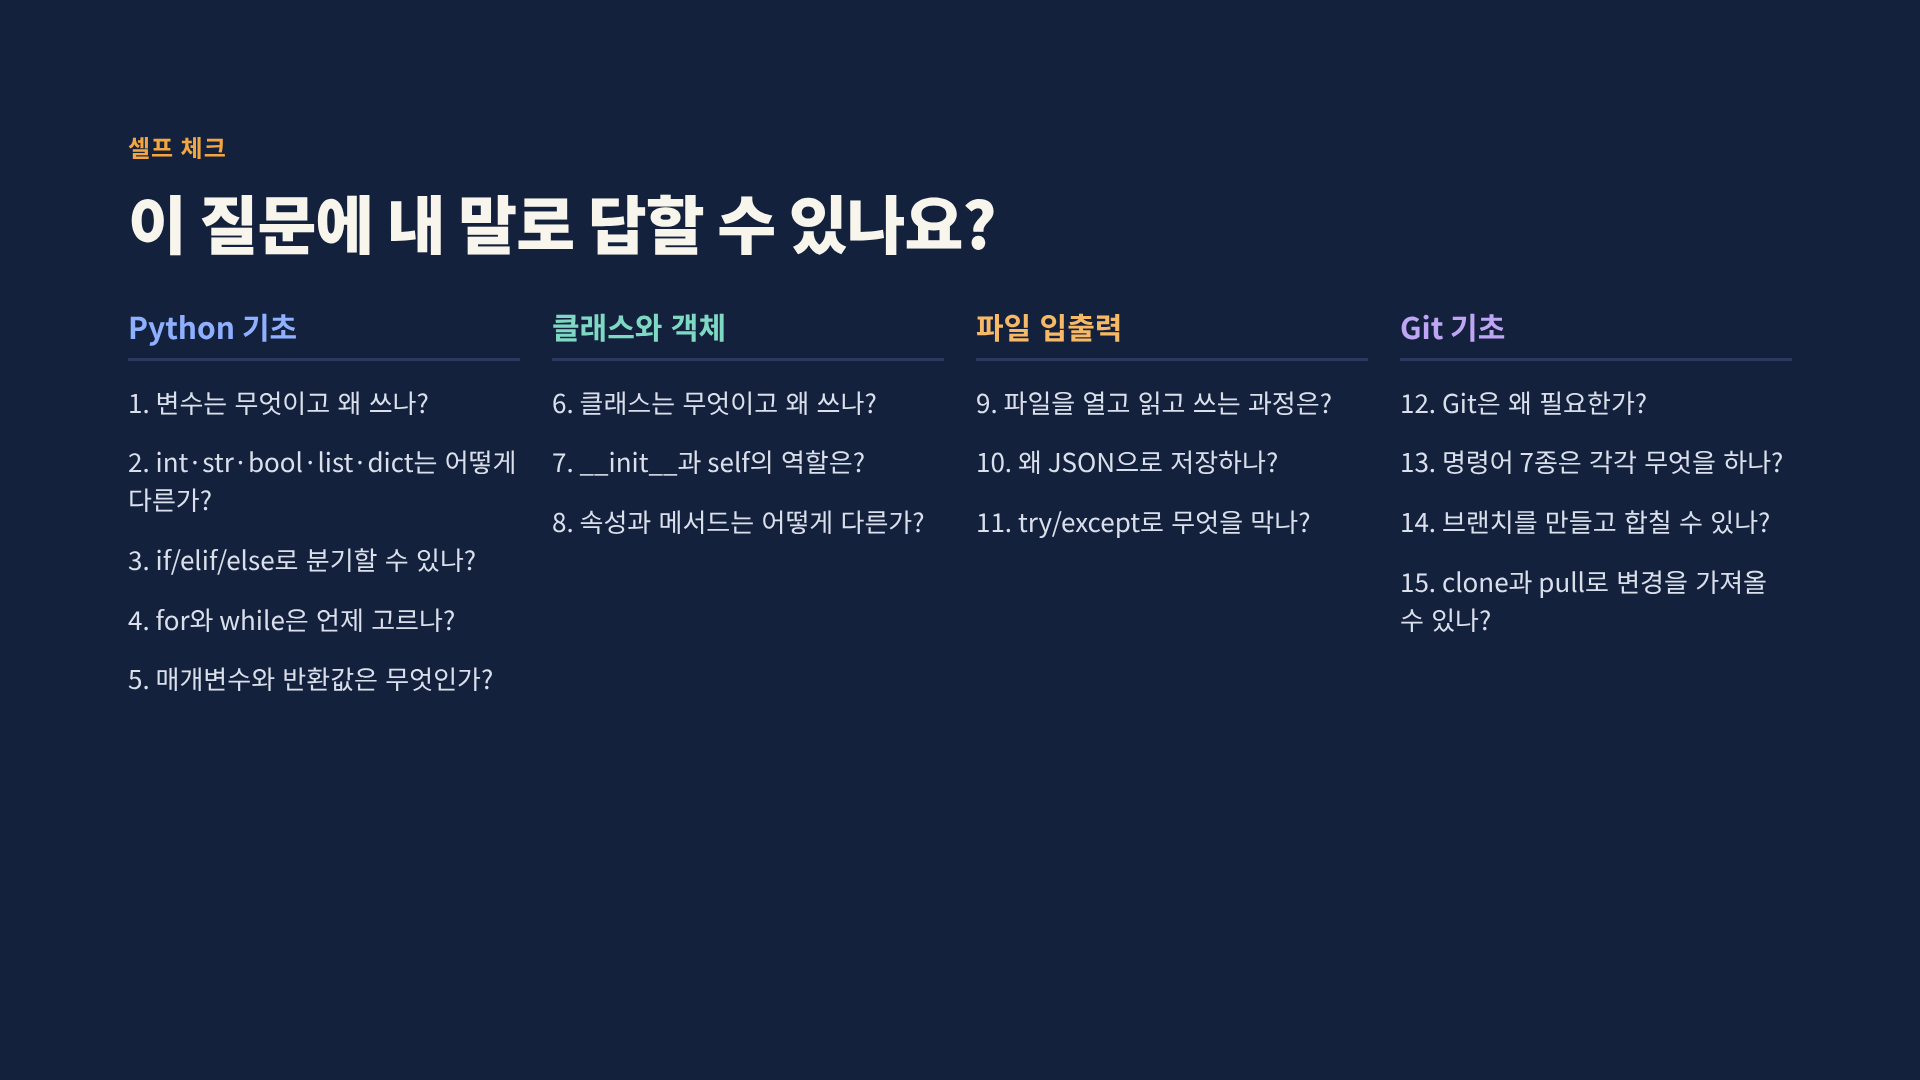 셀프 체크
이 질문에 내 말로 답할 수 있나요?
Python 기초
1. 변수는 무엇이고 왜 쓰나?
2. int·str·bool·list·dict는 어떻게
다른가?
3. if/elif/else로 분기할 수 있나?
4. for와 while은 언제 고르나?
5. 매개변수와 반환값은 무엇인가?
클래스와 객체
6. 클래스는 무엇이고 왜 쓰나?
7. __init__과 self의 역할은?
8. 속성과 메서드는 어떻게 다른가?
파일 입출력
9. 파일을 열고 읽고 쓰는 과정은?
10. 왜 JSON으로 저장하나?
11. try/except로 무엇을 막나?
Git 기초
12. Git은 왜 필요한가?
13. 명령어 7종은 각각 무엇을 하나?
14. 브랜치를 만들고 합칠 수 있나?
15. clone과 pull로 변경을 가져올
수 있나?